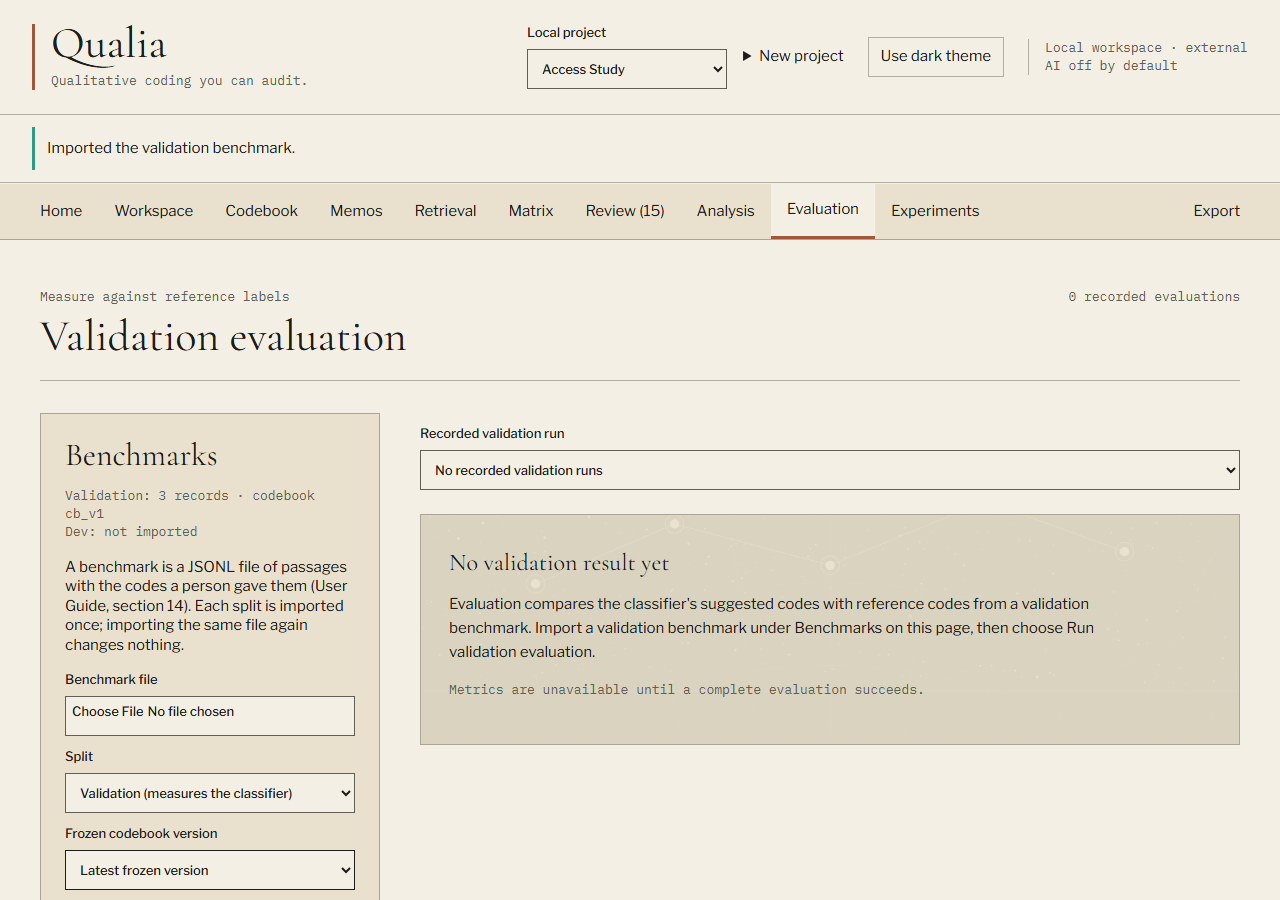 Qualia
Qualitative coding you can audit.
Local project
Access Study
New project
Use dark theme
Local workspace · external
AI off by default
Imported the validation benchmark.
Home
Workspace
Codebook
Memos
Retrieval
Matrix
Review (15)
Analysis
Evaluation
Experiments
Export
Measure against reference labels
0 recorded evaluations
Validation evaluation
Benchmarks
Validation: 3 records · codebook
cb_v1
Dev: not imported
A benchmark is a JSONL file of passages
with the codes a person gave them (User
Guide, section 14). Each split is imported
once; importing the same file again
changes nothing.
Benchmark file
Choose File No file chosen
Split
Validation (measures the classifier)
Frozen codebook version
Latest frozen version
Recorded validation run
No recorded validation runs
No validation result yet
Evaluation compares the classifier's suggested codes with reference codes from a validation
benchmark. Import a validation benchmark under Benchmarks on this page, then choose Run
validation evaluation.
Metrics are unavailable until a complete evaluation succeeds.